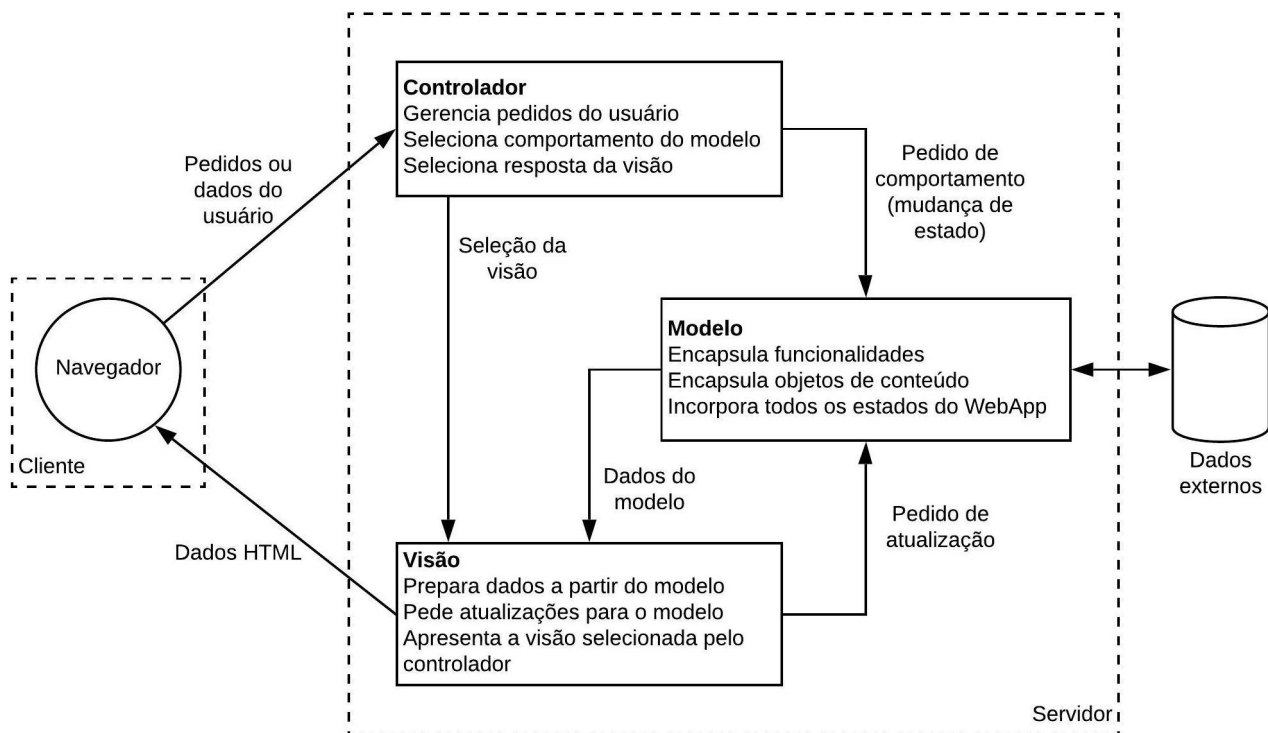 Controlador
Gerencia pedidos do usuário
Seleciona comportamento do modelo
Seleciona resposta da visão
Pedidos ou
dados do
usuário
Pedido de
comportamento
(mudança de
estado)
Seleção da
visão
Navegador
Cliente
Modelo
Encapsula funcionalidades
Encapsula objetos de conteúdo
Incorpora todos os estados do WebApp
Dados
externos
Dados do
modelo
Pedido de
atualização
Dados HTML
Visão
Prepara dados a partir do modelo
Pede atualizações para o modelo
Apresenta a visão selecionada pelo
controlador
Servidor